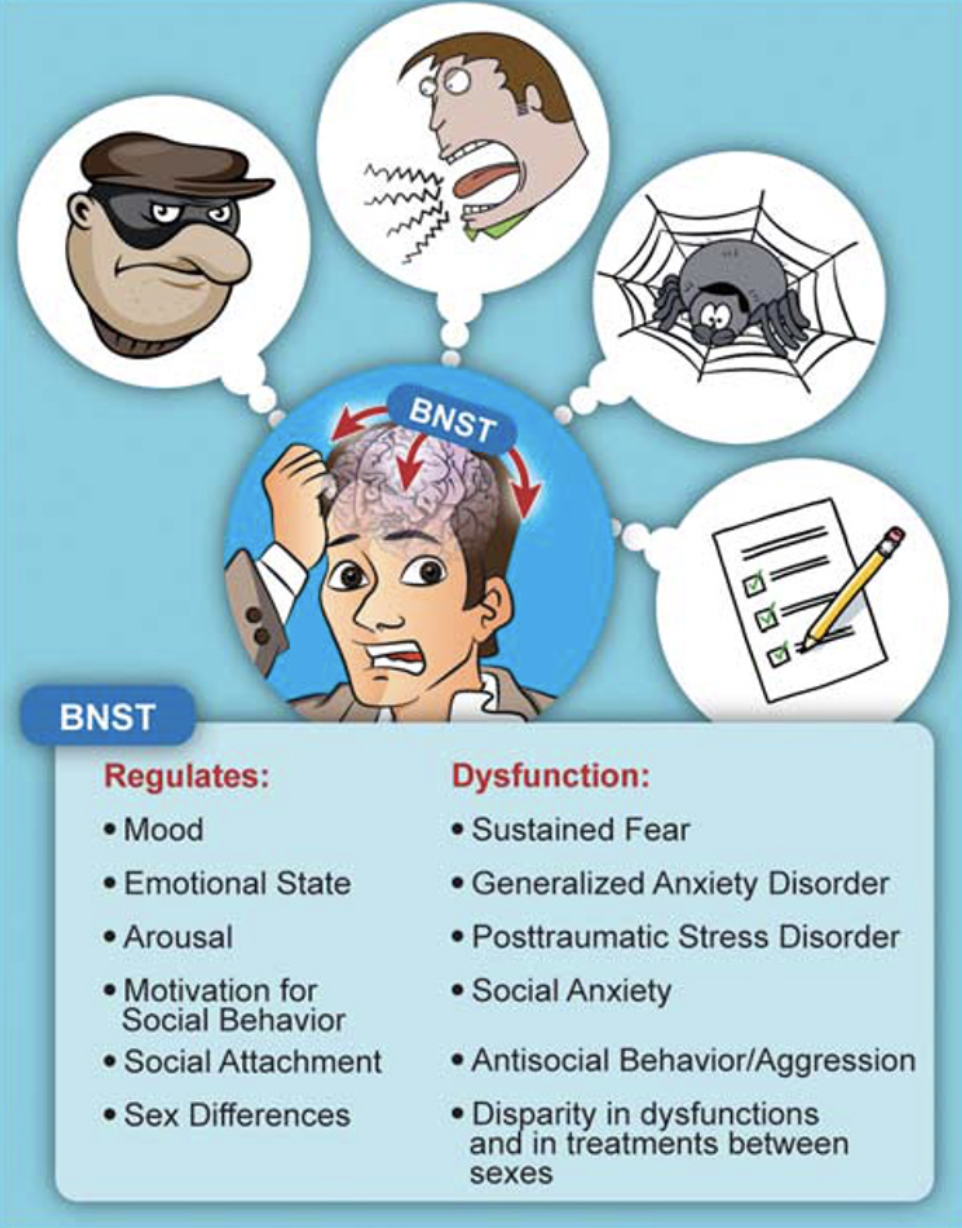 BNST
BNST
Regulates:
• Mood
• Emotional State
• Arousal
• Motivation for
Social Behavior
• Social Attachment
• Sex Differences
Dysfunction:
• Sustained Fear
• Generalized Anxiety Disorder
• Posttraumatic Stress Disorder
• Social Anxiety
• Antisocial Behavior/Aggression
• Disparity in dysfunctions
and in treatments between
sexes